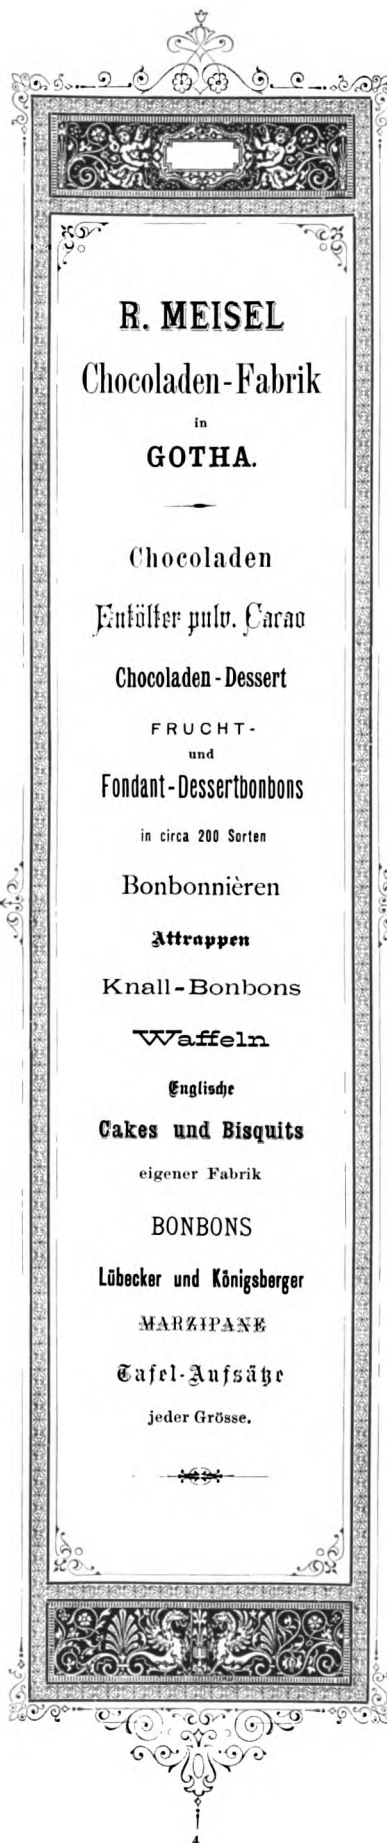 R. MEISEL
Chocoladen-Fabrik
in
GOTHA.
Chocoladen
Entölter pulv. Cacao
Chocoladen-Dessert
FRUCHT-
und
Fondant-Dessertbonbons
in circa 200 Sorten
Bonbonnièren
Attrappen
Knall-Bonbons
Waffeln
Englische
Cakes und Bisquits
eigener Fabrik
BONBONS
Lübecker und Königsberger
MARZIPANE
Tafel-Aufsätze
jeder Grösse.
4